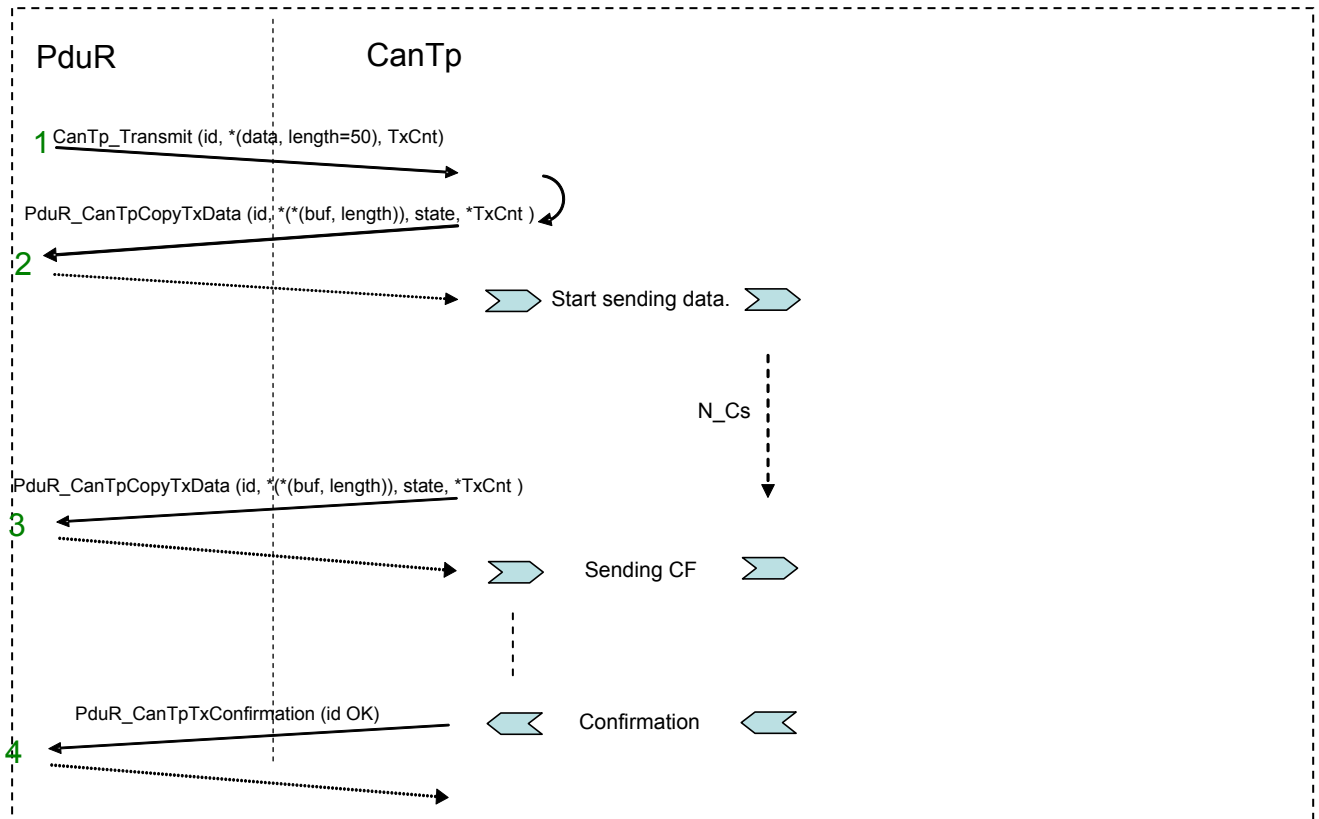 PduR
CanTp
1
CanTp_Transmit (id, *(data, length=50), TxCnt)
PduR_CanTpCopyTxData (id, *(*(buf, length)), state, *TxCnt )
2
Start sending data.
N_Cs
PduR_CanTpCopyTxData (id, *(*(buf, length)), state, *TxCnt )
3
Sending CF
PduR_CanTpTxConfirmation (id OK)
Confirmation
4